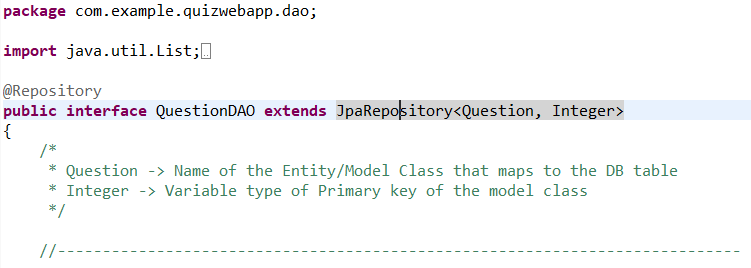 package com.example.quizwebapp.dao;
import java.util.List;
@Repository
public interface QuestionDAO extends JpaRepository<Question, Integer>
{
/*
* Question -> Name of the Entity/Model Class that maps to the DB table
* Integer -> Variable type of Primary key of the model class
*/
//----------------------------------------------------------------------------